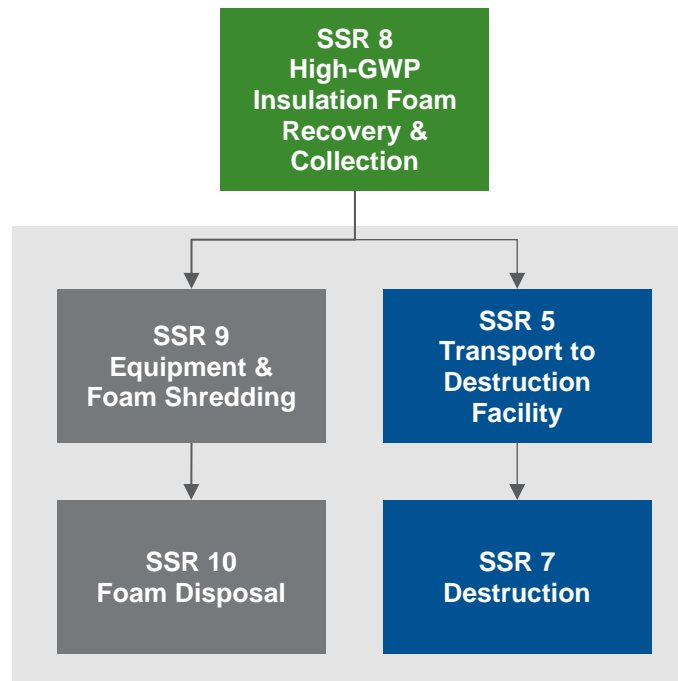 SSR 8
High-GWP
Insulation Foam
Recovery &
Collection
SSR 9
Equipment &
Foam Shredding
SSR 5
Transport to
Destruction
Facility
SSR 10
Foam Disposal
SSR 7
Destruction